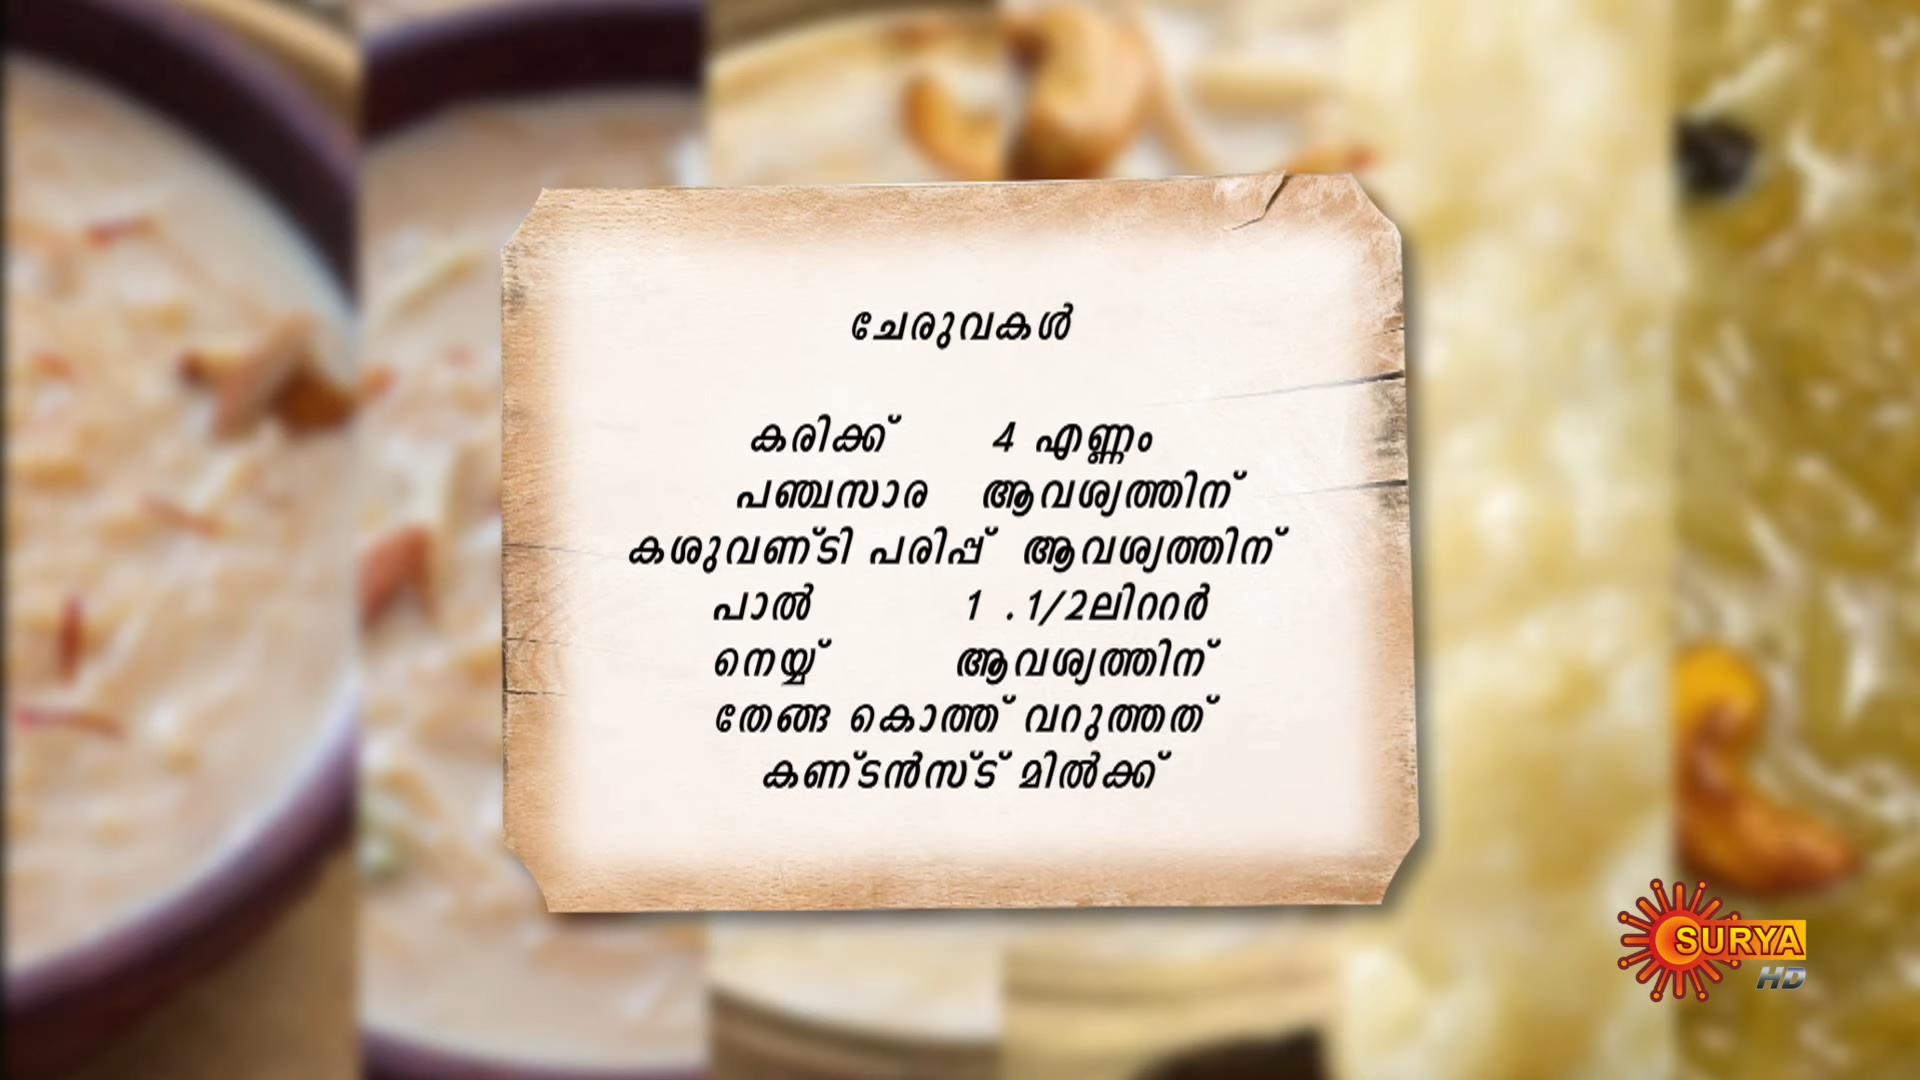 ചേരുവകൾ
കരിക്ക് 4 എണ്ണം
പഞ്ചസാര ആവശ്യത്തിന്
കശുവണ്ടി പരിപ്പ് ആവശ്യത്തിന്
പാൽ 1 .1/2ലിററർ
നെയ്യ് ആവശ്യത്തിന്
തേങ്ങ കൊത്ത് വറുത്തത്
കണ്ടൻസ്ട് മിൽക്ക്
SURYA
HD